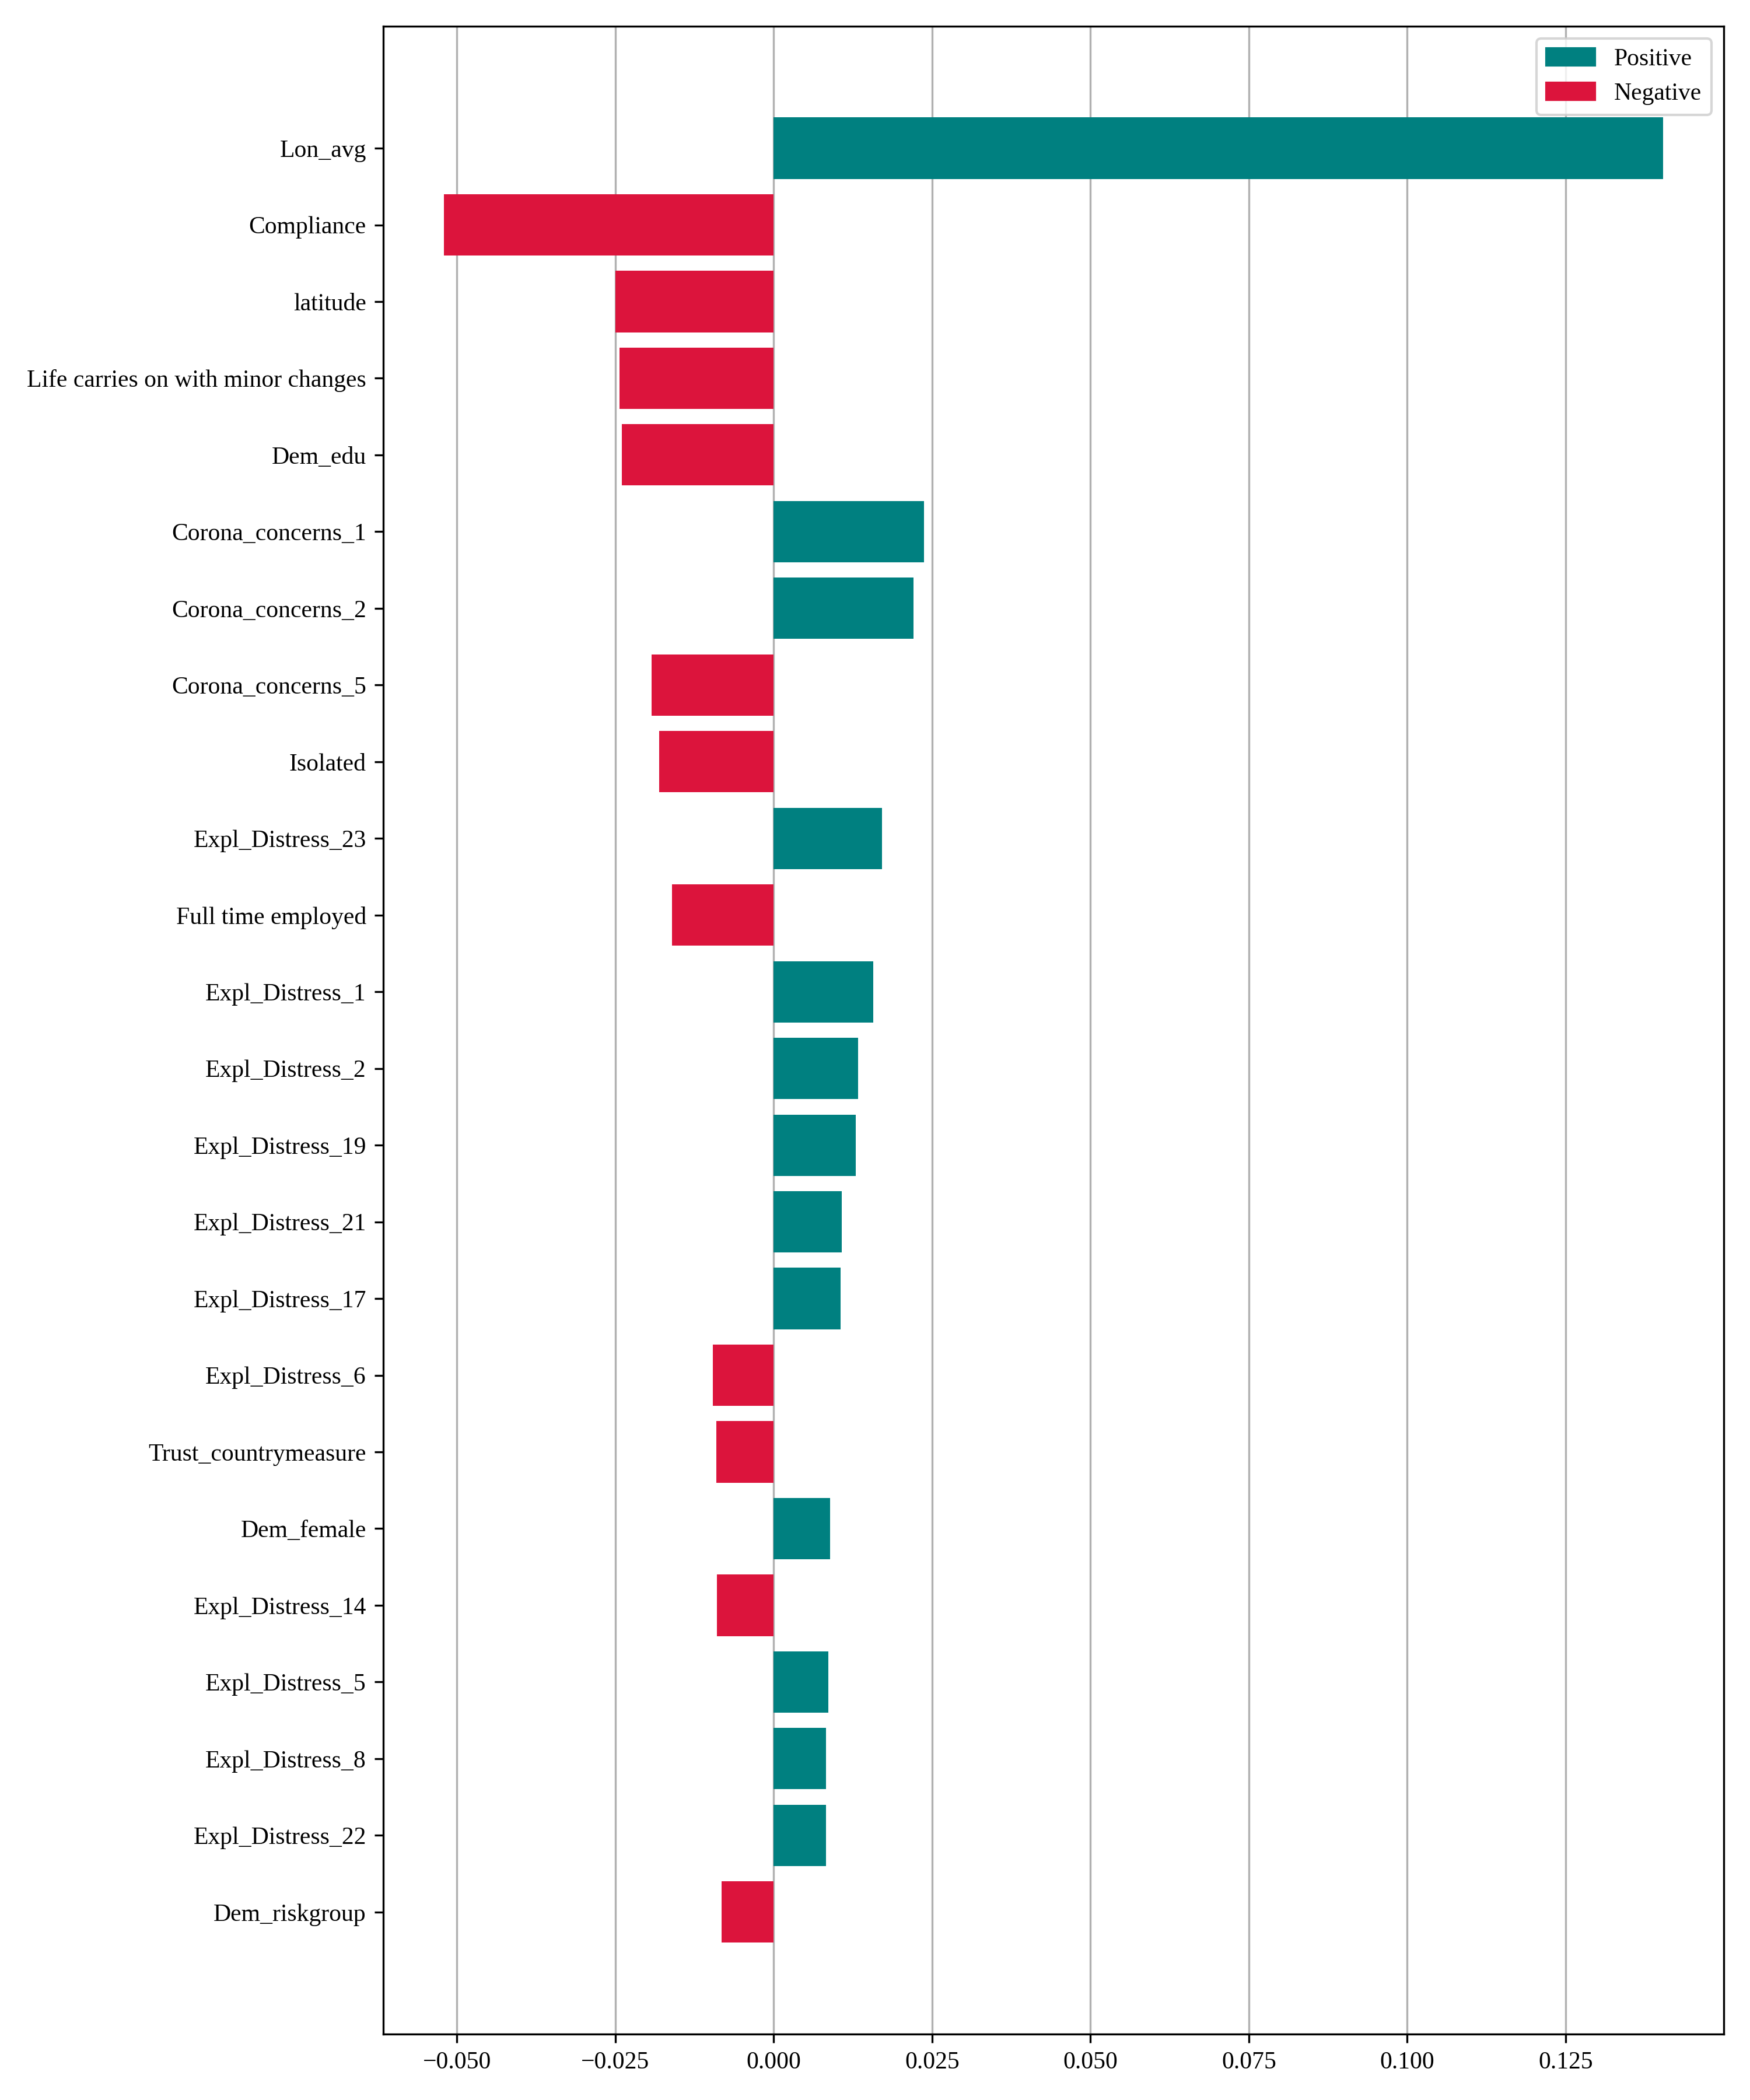 Positive
Negative
Lon_avg
Compliance
latitude
Life carries on with minor changes
Dem_edu
Corona_concerns_1
Corona_concerns_2
Corona_concerns_5
Isolated
Expl_Distress_23
Full time employed
Expl_Distress_1
Expl_Distress_2
Expl_Distress_19
Expl_Distress_21
Expl_Distress_17
Expl_Distress_6
Trust_countrymeasure
Dem_female
Expl_Distress_14
Expl_Distress_5
Expl_Distress_8
Expl_Distress_22
Dem_riskgroup
−0.050 −0.025 0.000 0.025 0.050 0.075 0.100 0.125